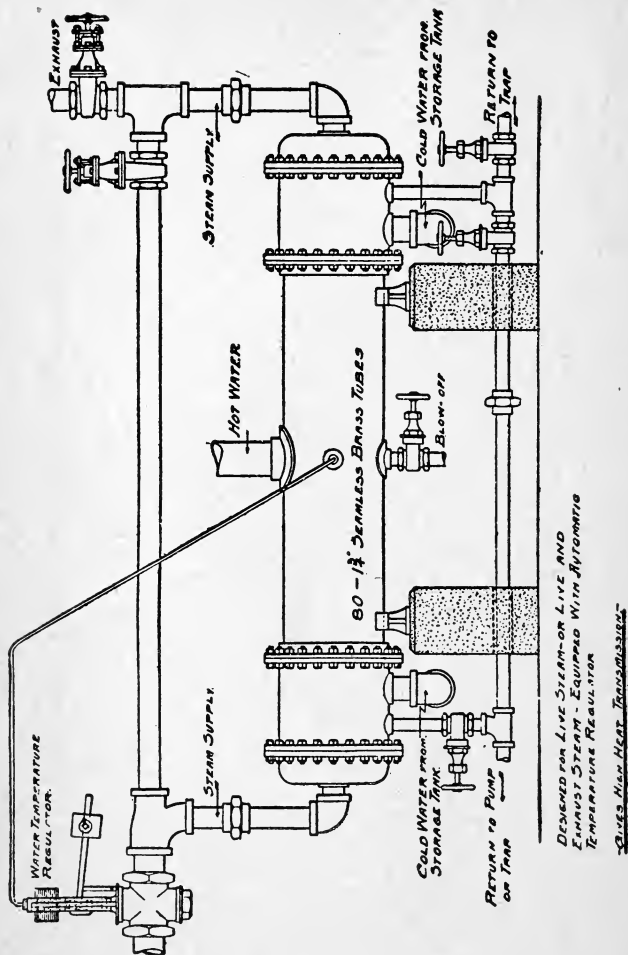 WATER TEMPERATURE
REGULATOR.
EXHAUST
STEAM SUPPLY
STEAM SUPPLY
HOT WATER
80 - 1¾" SEAMLESS BRASS TUBES
BLOW-OFF
COLD WATER FROM
STORAGE TANK.
COLD WATER FROM
STORAGE TANK
RETURN TO PUMP
OR TRAP
RETURN TO
TRAP
DESIGNED FOR LIVE STEAM-OR LIVE AND
EXHAUST STEAM - EQUIPPED WITH AUTOMATIC
TEMPERATURE REGULATOR
-GIVES HIGH HEAT TRANSMISSION-